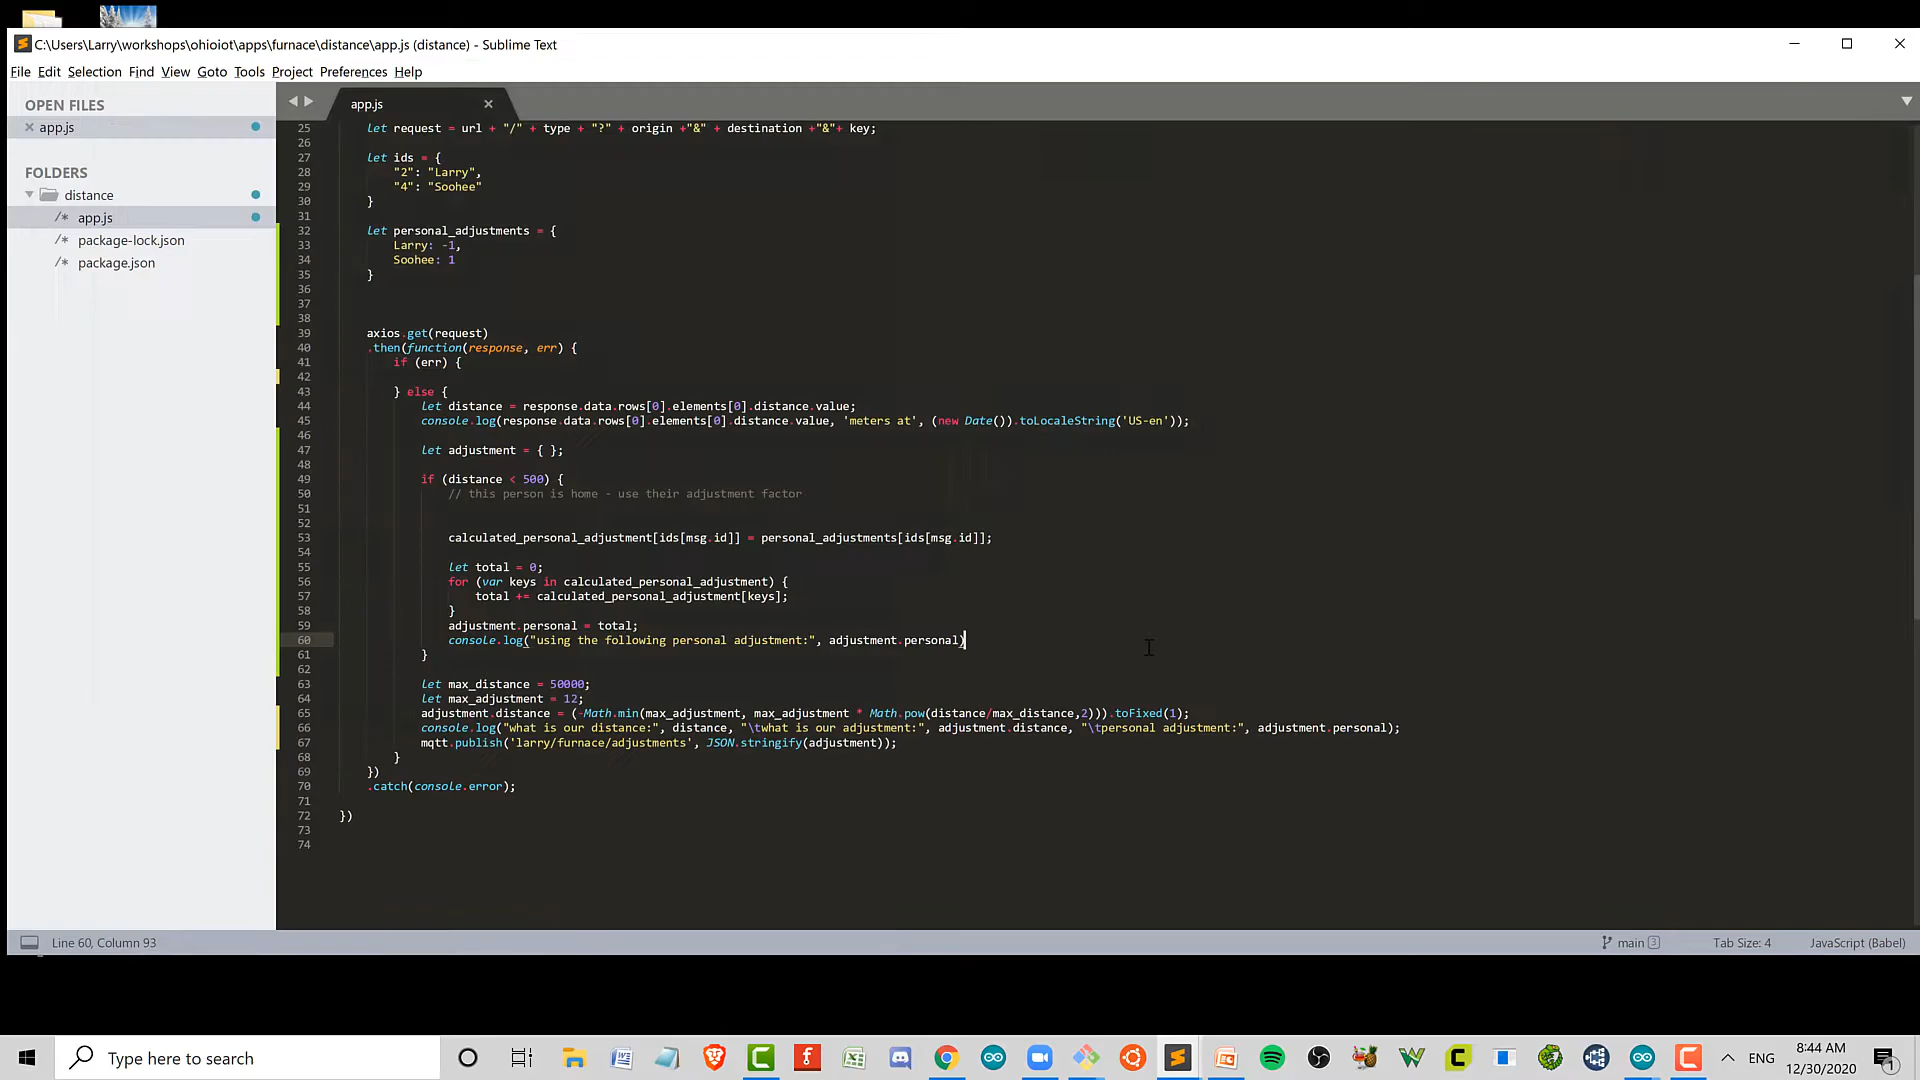 C:\Users\Larry\workshops\ohioiot\apps\furnace\distance\app.js (distance) - Sublime Text
File Edit Selection Find View Goto Tools Project Preferences Help
OPEN FILES
app.js
FOLDERS
distance
app.js
package-lock.json
package.json
app.js
25 let request = url + "/" + type + "?" + origin +"&" + destination +"&"+ key;
26
27 let ids = {
28 "2": "Larry",
29 "4": "Soohee"
30 }
31
32 let personal_adjustments = {
33 Larry: -1,
34 Soohee: 1
35 }
36
37
38
39 axios.get(request)
40 .then(function(response, err) {
41 if (err) {
42
43 } else {
44 let distance = response.data.rows[0].elements[0].distance.value;
45 console.log(response.data.rows[0].elements[0].distance.value, 'meters at', (new Date()).toLocaleString('US-en'));
46
47 let adjustment = { };
48
49 if (distance < 500) {
50 // this person is home - use their adjustment factor
51
52
53 calculated_personal_adjustment[ids[msg.id]] = personal_adjustments[ids[msg.id]];
54
55 let total = 0;
56 for (var keys in calculated_personal_adjustment) {
57 total += calculated_personal_adjustment[keys];
58 }
59 adjustment.personal = total;
60 console.log("using the following personal adjustment:", adjustment.personal)
61 }
62
63 let max_distance = 50000;
64 let max_adjustment = 12;
65 adjustment.distance = (-Math.min(max_adjustment, max_adjustment * Math.pow(distance/max_distance,2))).toFixed(1);
66 console.log("what is our distance:", distance, "\twhat is our adjustment:", adjustment.distance, "\tpersonal adjustment:", adjustment.personal);
67 mqtt.publish('larry/furnace/adjustments', JSON.stringify(adjustment));
68 }
69 })
70 .catch(console.error);
71
72 })
73
74
Line 60, Column 93
main 3
Tab Size: 4
JavaScript (Babel)
Type here to search
ENG
8:44 AM
12/30/2020